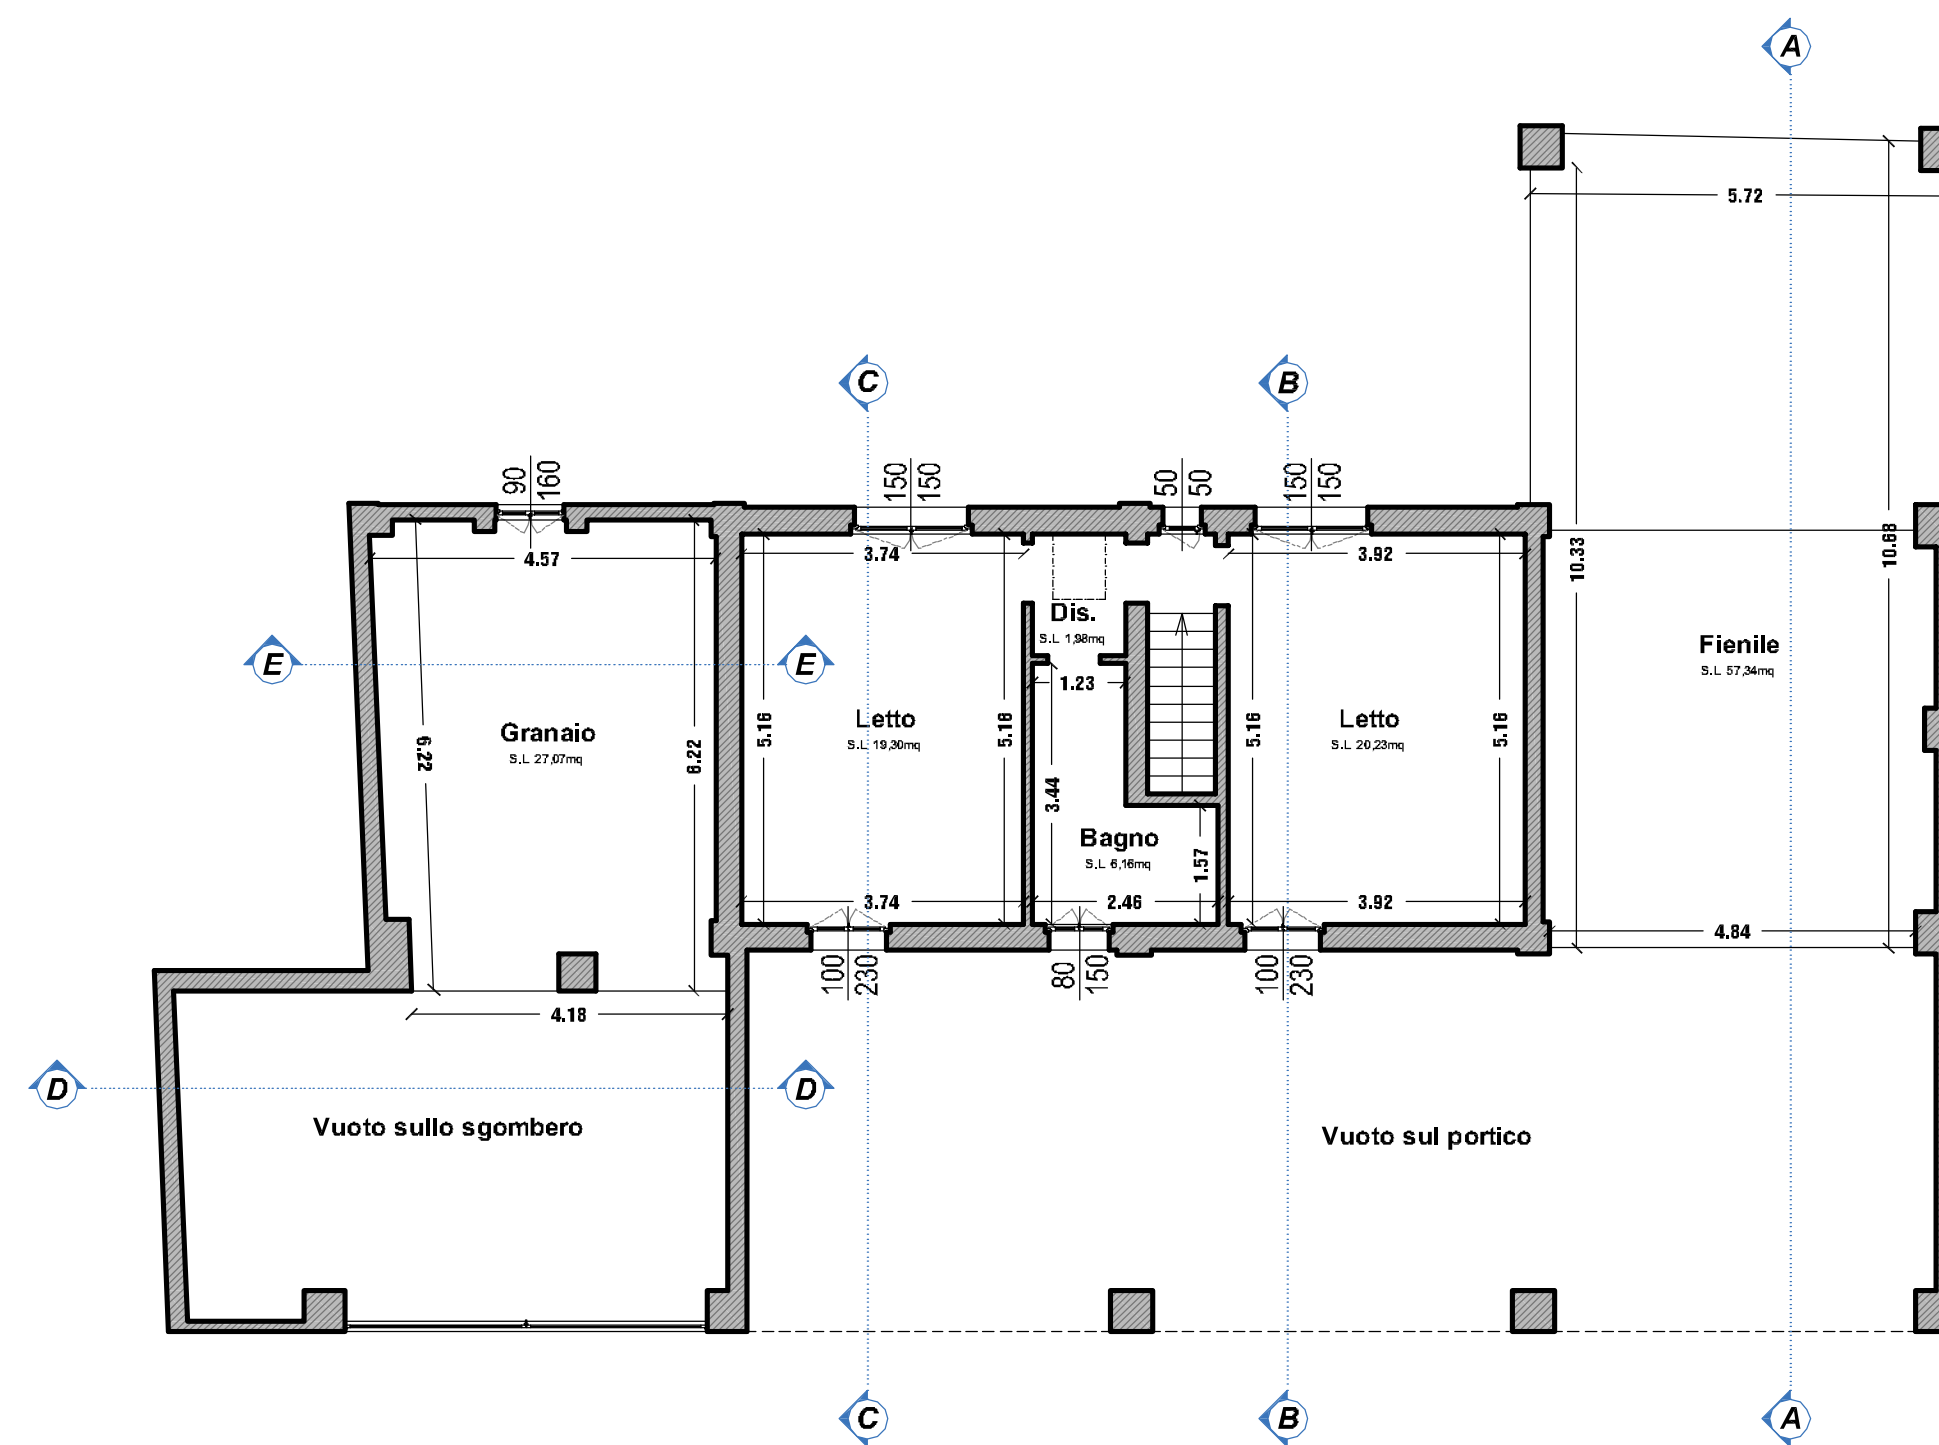 A
5.72
C
B
90
160
150
150
50
50
150
150
4.57
3.74
3.92
10.33
10.68
Dis.
S.L 1,98mq
E
E
1.23
Fienile
S.L 57,34mq
Granaio
S.L 27,07mq
6.22
6.22
5.16
Letto
S.L 19,30mq
5.16
5.16
Letto
S.L 20,23mq
5.16
3.44
Bagno
S.L 6,16mq
1.57
3.74
2.46
3.92
4.84
100
230
80
150
100
230
4.18
D
D
Vuoto sullo sgombero
Vuoto sul portico
C
B
A